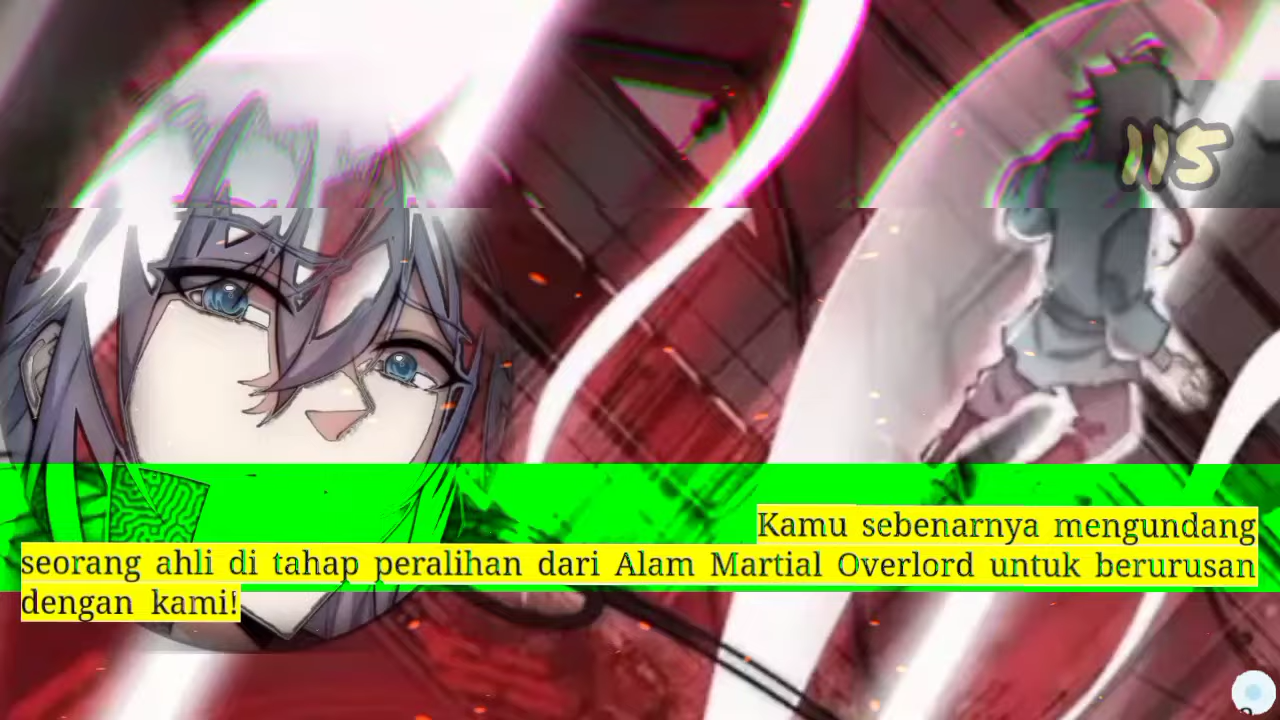 115
Kamu sebenarnya mengundang
seorang ahli di tahap peralihan dari Alam Martial Overlord untuk berurusan
dengan kami!